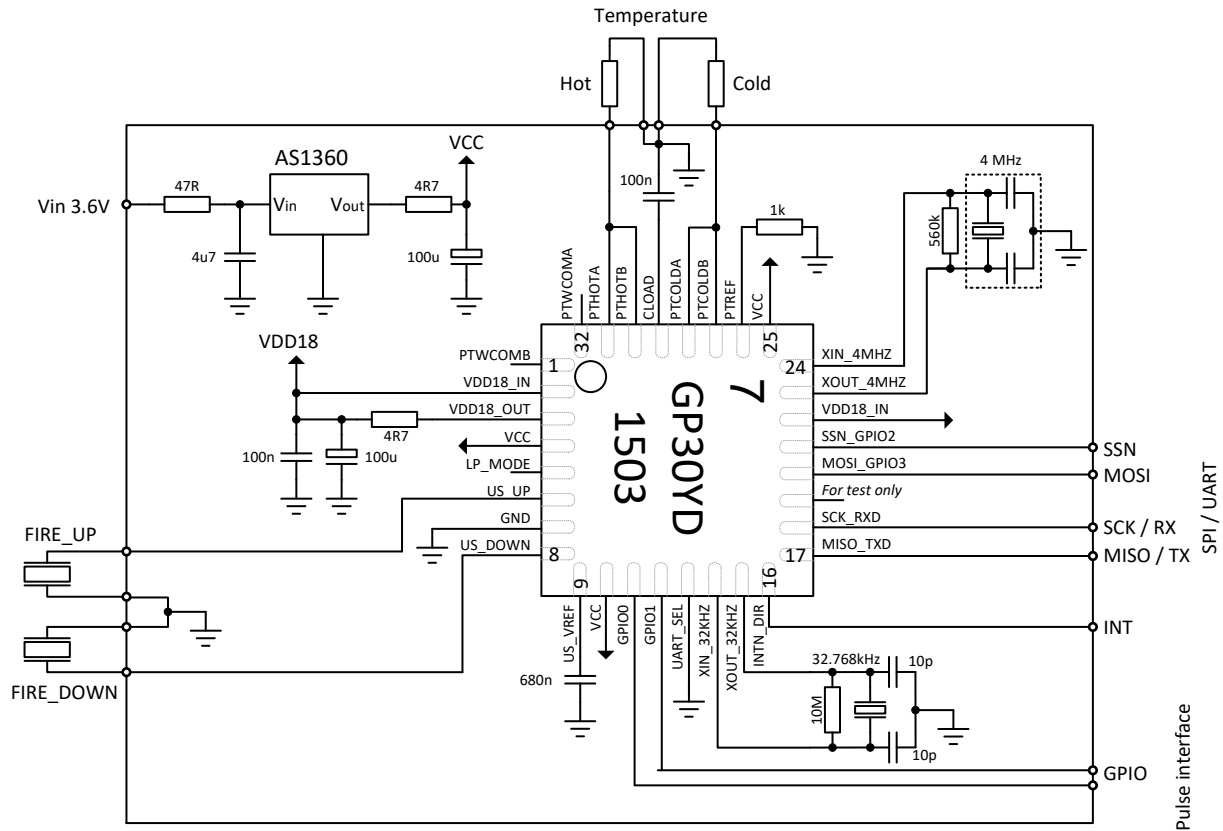 Temperature
Hot
Cold
AS1360
VCC
Vin 3.6V
47R
Vin
Vout
4R7
4u7
100u
100n
1k
4 MHz
560k
PTWCOMA
PTHOTA
PTHOTB
CLOAD
PTCOLDA
PTCOLDB
PTREF
VCC
32
25
VDD18
PTWCOMB
1
24
XIN_4MHZ
VDD18_IN
XOUT_4MHZ
VDD18_OUT
VDD18_IN
4R7
VCC
SSN_GPIO2
SSN
100n
100u
LP_MODE
MOSI_GPIO3
MOSI
US_UP
For test only
GND
SCK_RXD
SCK / RX
US_DOWN
8
17
MISO_TXD
MISO / TX
SPI / UART
7
GP30YD
1503
FIRE_UP
FIRE_DOWN
9
16
US_VREF
VCC
GPIO0
GPIO1
UART_SEL
XIN_32KHZ
XOUT_32KHZ
INTN_DIR
INT
680n
32.768kHz
10p
10M
10p
GPIO
Pulse interface